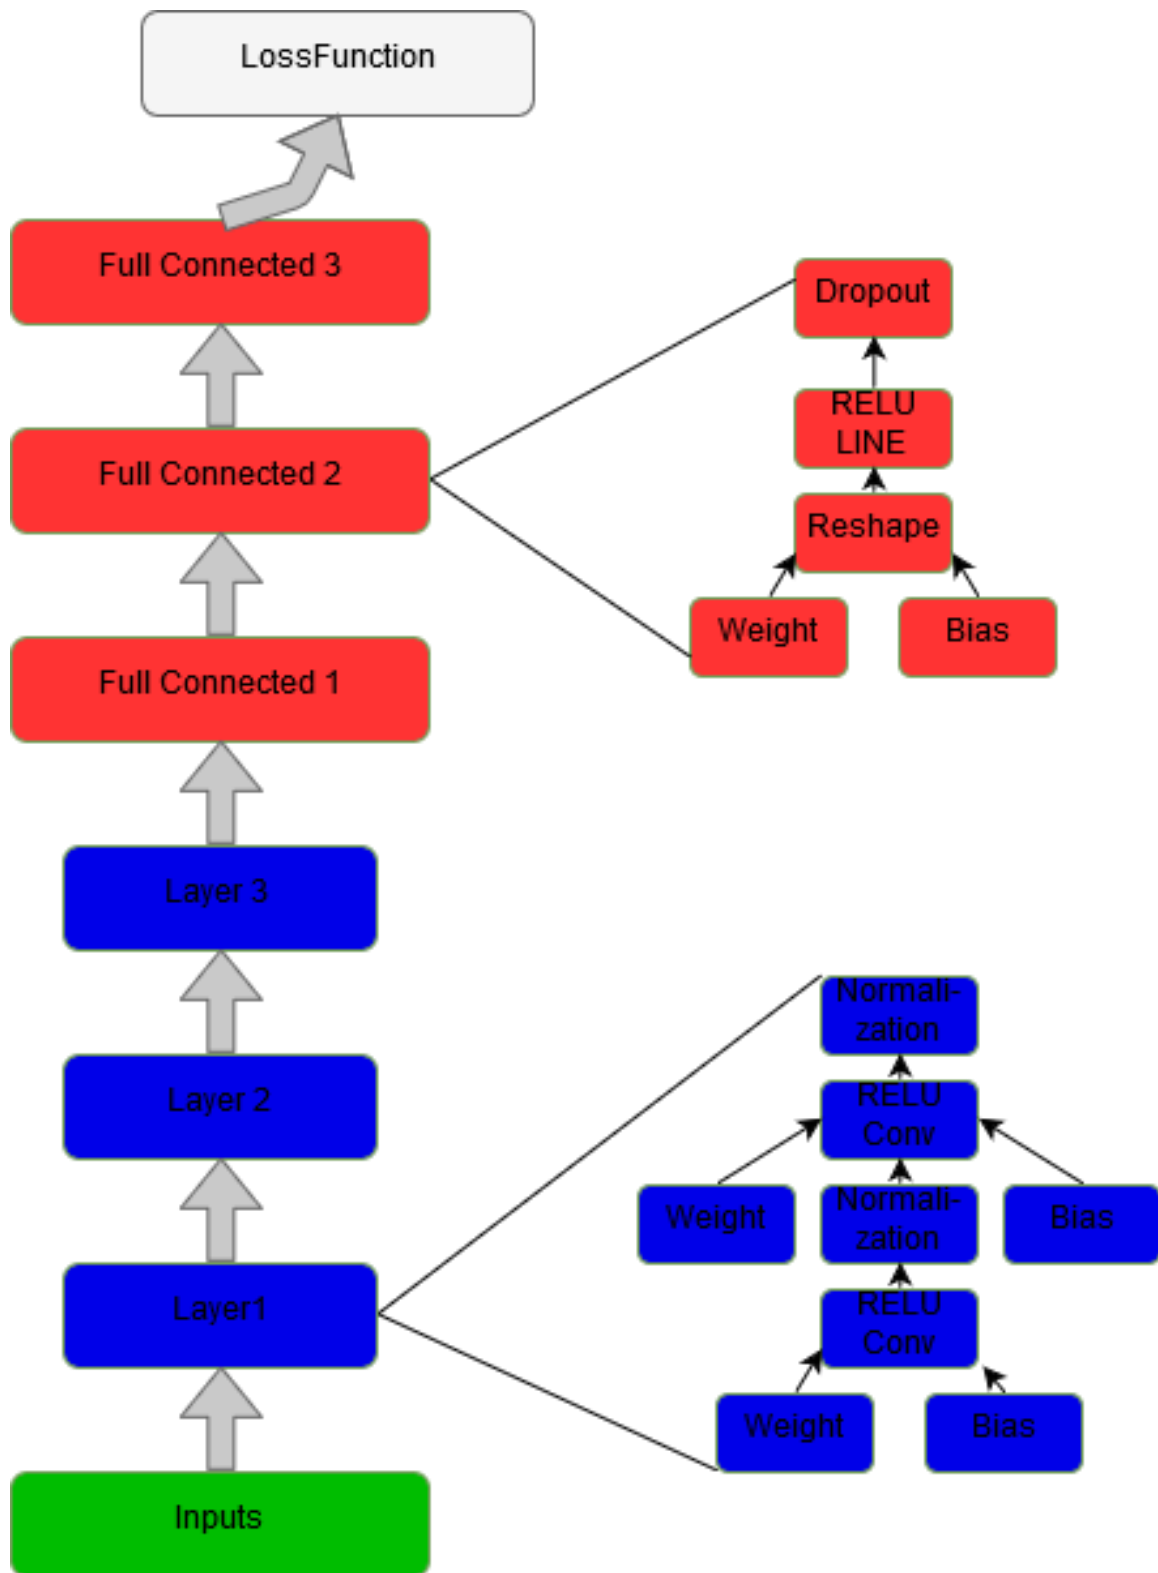 LossFunction
Full Connected 3
Full Connected 2
Full Connected 1
Layer 3
Layer 2
Layer1
Inputs
Dropout
RELU
LINE
Reshape
Weight
Bias
Normali-
zation
RELU
Conv
Weight
Normali-
zation
Bias
RELU
Conv
Weight
Bias